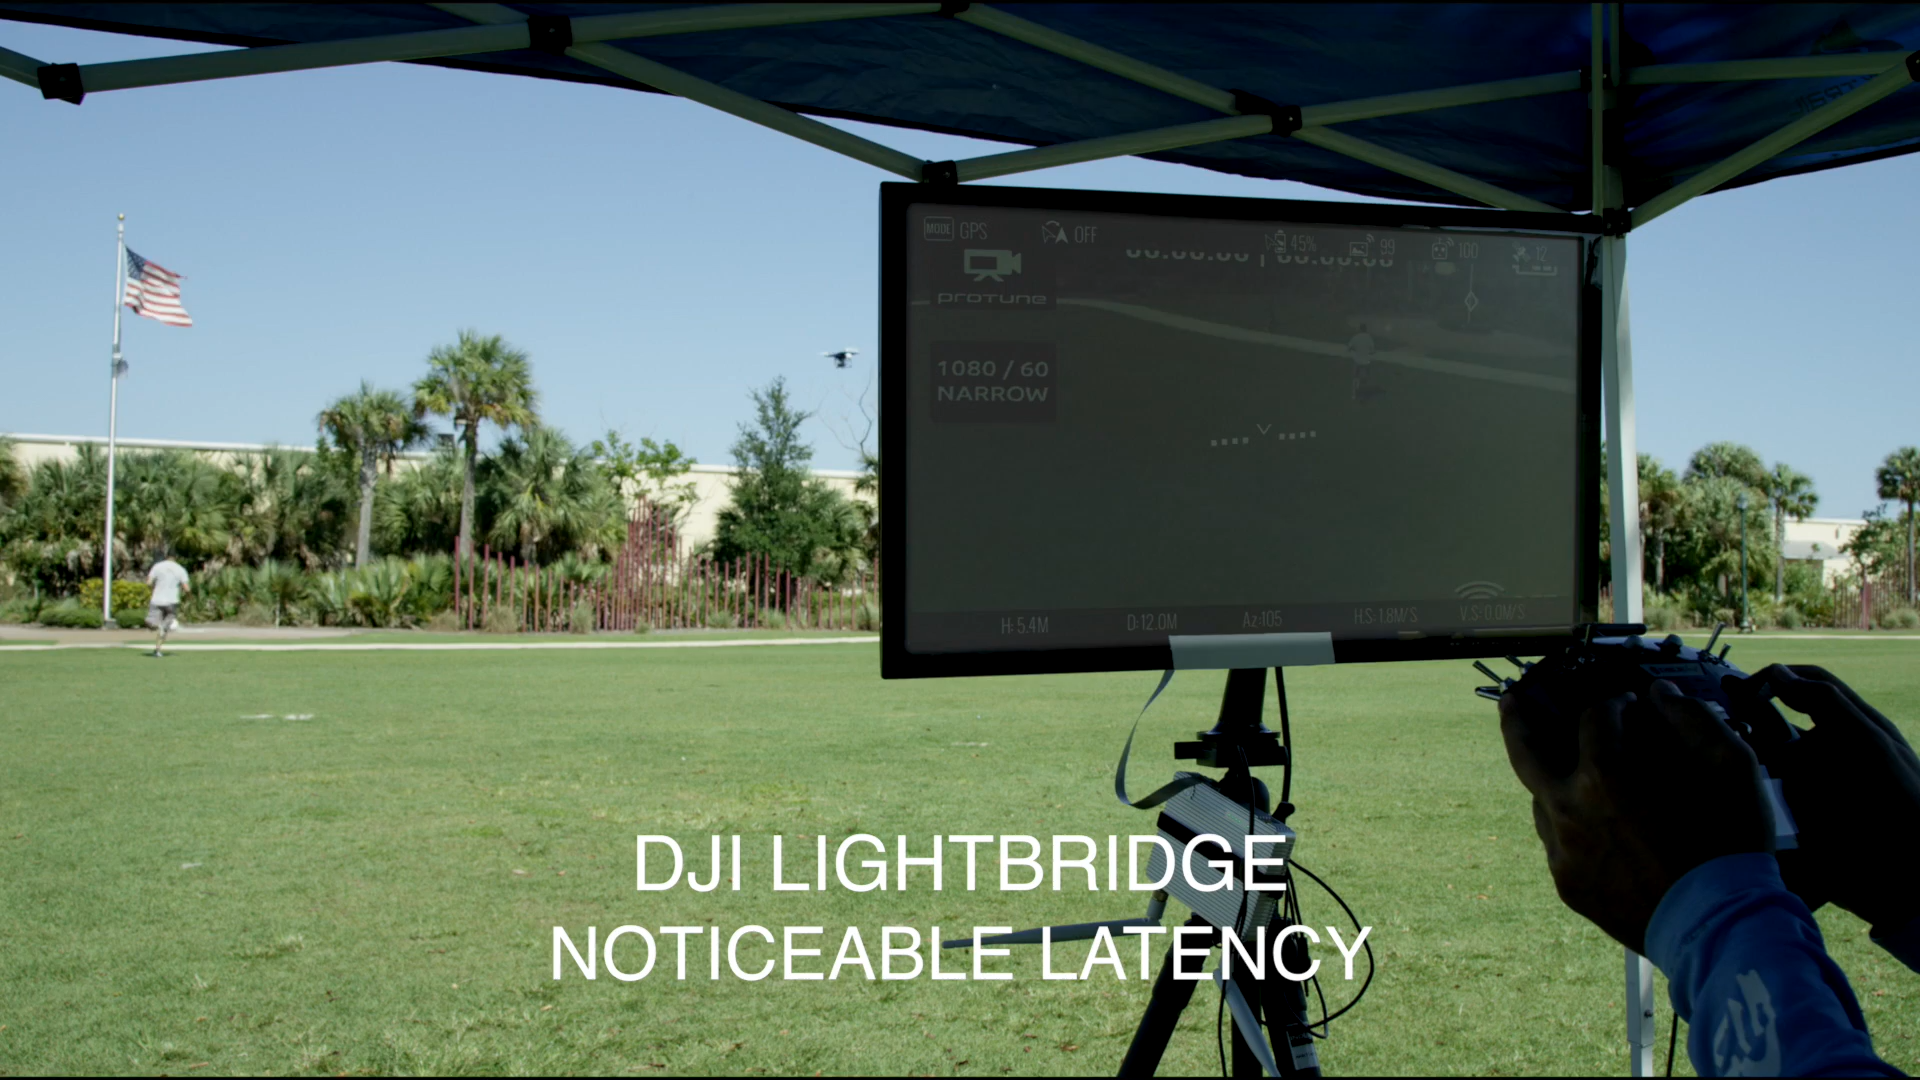 MODE GPS
OFF
45%
99
100
12
PROTUNE
1080 / 60
NARROW
H: 5.4M
D: 12.0M
Az:105
H.S: 1.8M/S
V.S: 0.0M/S
DJI LIGHTBRIDGE
NOTICEABLE LATENCY